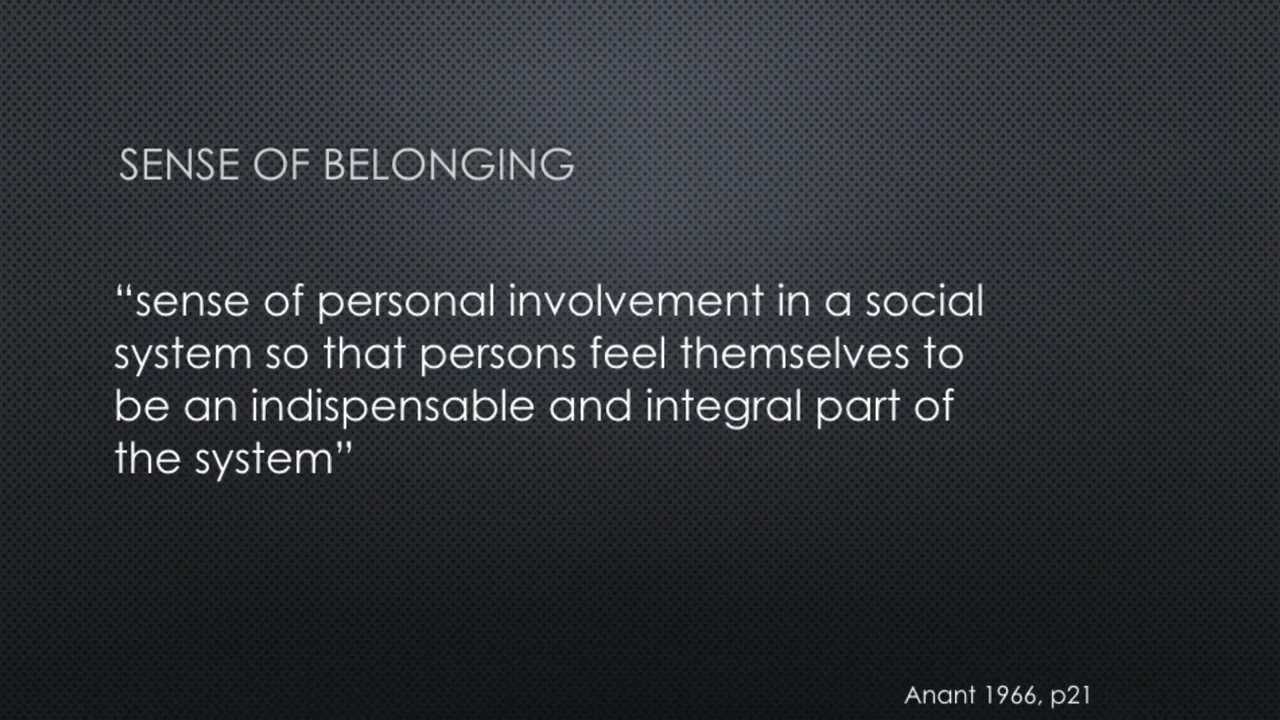 SENSE OF BELONGING
“sense of personal involvement in a social
system so that persons feel themselves to
be an indispensable and integral part of
the system”
Anant 1966, p21